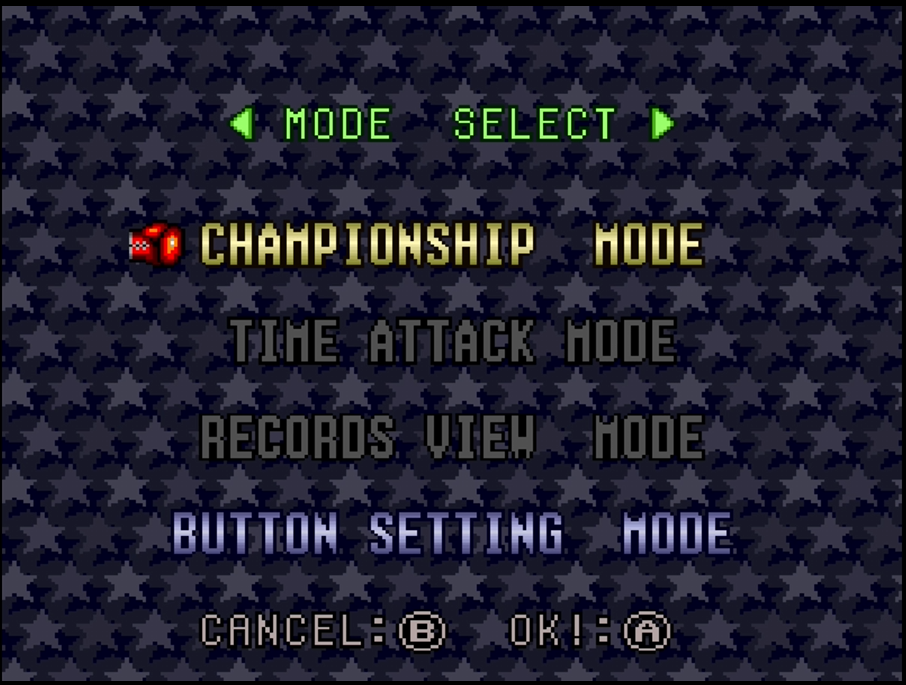 MODE SELECT
CHAMPIONSHIP MODE
TIME ATTACK MODE
RECORDS VIEW MODE
BUTTON SETTING MODE
CANCEL:Ⓑ OK!:Ⓐ